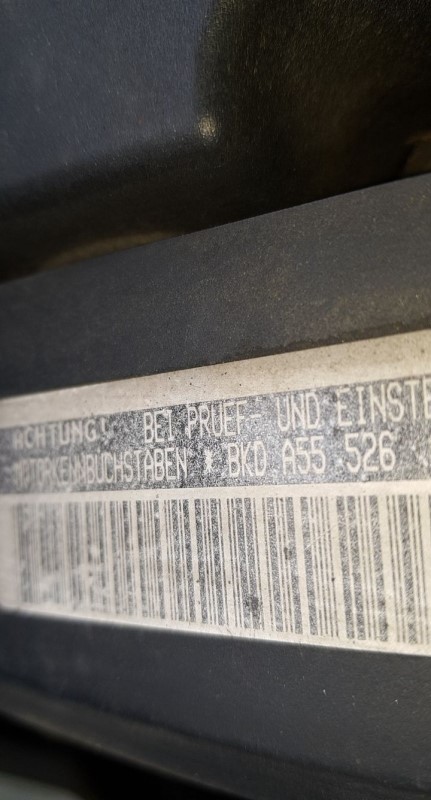 ACHTUNG! BEI PRUEF- UND EINSTE
MOTORKENNBUCHSTABEN * BKD A55 526